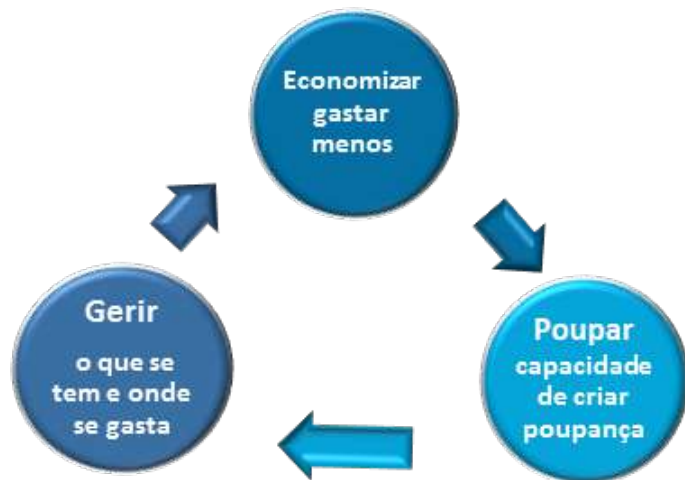 Economizar
gastar
menos
Gerir
o que se
tem e onde
se gasta
Poupar
capacidade
de criar
poupança